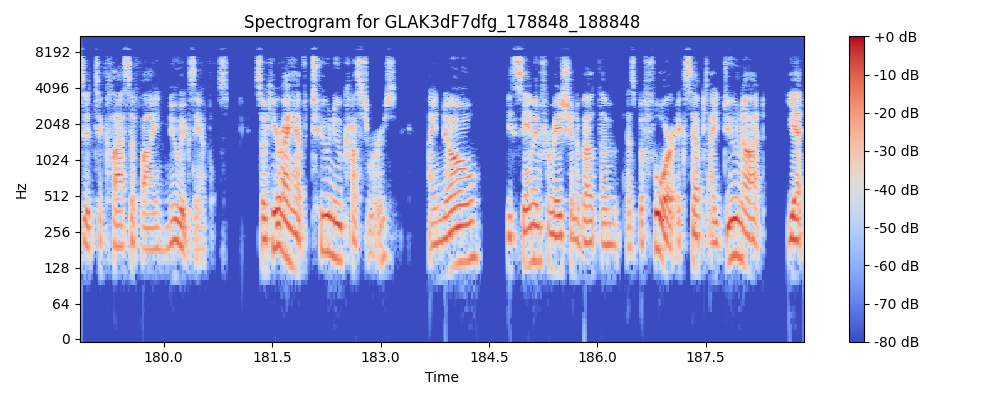 Spectrogram for GLAK3dF7dfg_178848_188848
8192
4096
2048
1024
512
256
128
64
0
Hz
180.0
181.5
183.0
184.5
186.0
187.5
Time
+0 dB
-10 dB
-20 dB
-30 dB
-40 dB
-50 dB
-60 dB
-70 dB
-80 dB